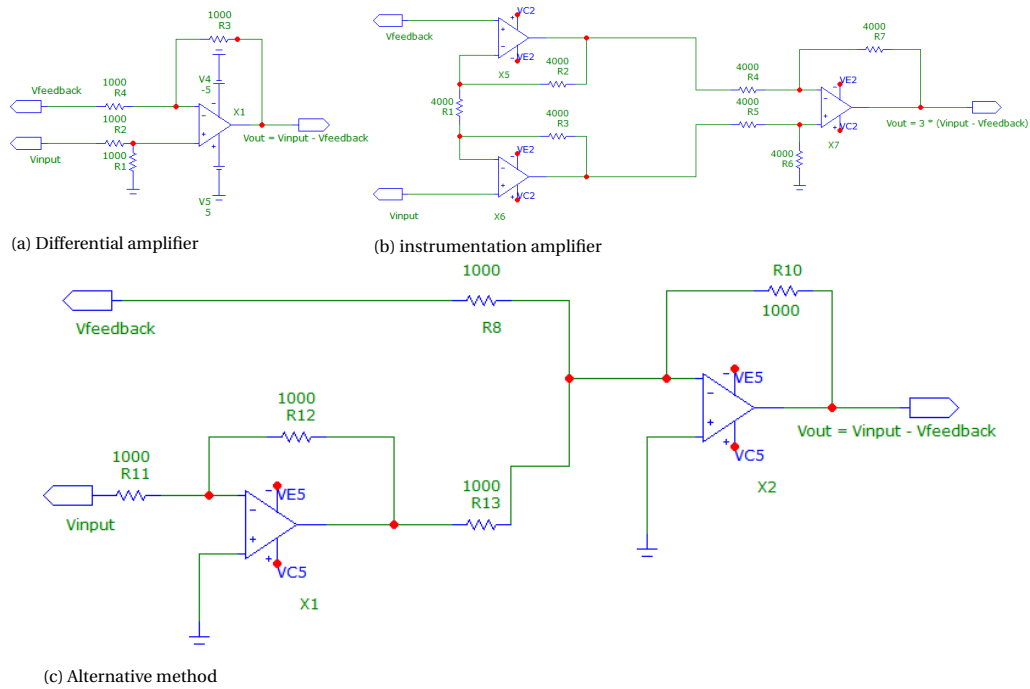 1000
R3
V4
-5
1000
R4
Vfeedback
X1
R2
Vout = Vinput - Vfeedback
Vinput
1000
R1
V5
5
(a) Differential amplifier
VC2
Vfeedback
VE2
X5
4000
R2
4000
R1
4000
R3
VE2
VC2
Vinput
X6
4000
R7
4000
R4
VE2
4000
R5
VC2
X7
Vout = 3 * (Vinput - Vfeedback)
4000
R6
(b) instrumentation amplifier
1000
R8
Vfeedback
R10
1000
1000
R12
1000
R11
Vinput
VE5
VC5
X1
1000
R13
VE5
VC5
X2
Vout = Vinput - Vfeedback
(c) Alternative method